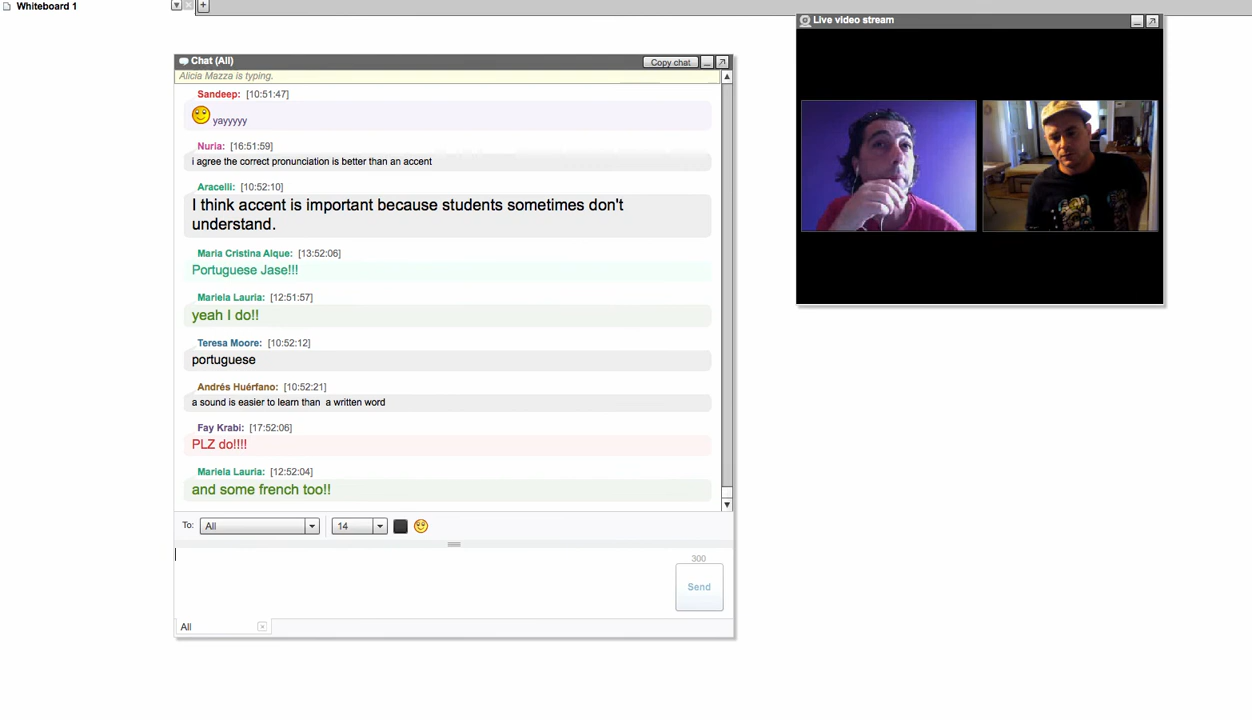 Whiteboard 1
Live video stream
Chat (All)
Copy chat
Alicia Mazza is typing.
Sandeep: [10:51:47]
yayyyyy
Nuria: [16:51:59]
i agree the correct pronunciation is better than an accent
Aracelli: [10:52:10]
I think accent is important because students sometimes don't
understand.
Maria Cristina Alque: [13:52:06]
Portuguese Jase!!!
Mariela Lauria: [12:51:57]
yeah I do!!
Teresa Moore: [10:52:12]
portuguese
Andrés Huérfano: [10:52:21]
a sound is easier to learn than a written word
Fay Krabi: [17:52:06]
PLZ do!!!!
Mariela Lauria: [12:52:04]
and some french too!!
To: All 14
300
Send
All